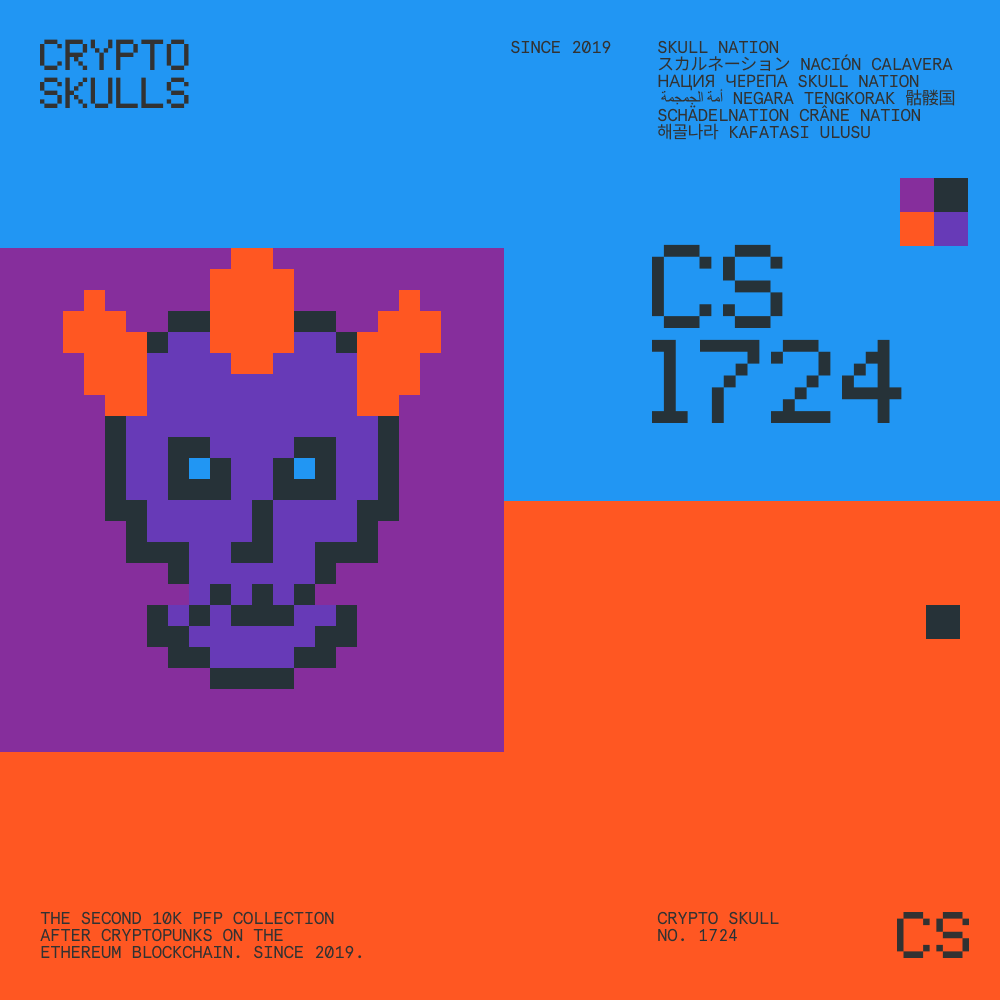 CRYPTO
SKULLS
SINCE 2019
SKULL NATION
スカルネーション NACIÓN CALAVERA
НАЦИЯ ЧЕРЕПА SKULL NATION
أمة الجمجمة NEGARA TENGKORAK 骷髅国
SCHÄDELNATION CRÂNE NATION
해골나라 KAFATASI ULUSU
CS
1724
THE SECOND 10K PFP COLLECTION
AFTER CRYPTOPUNKS ON THE
ETHEREUM BLOCKCHAIN. SINCE 2019.
CRYPTO SKULL
NO. 1724
CS